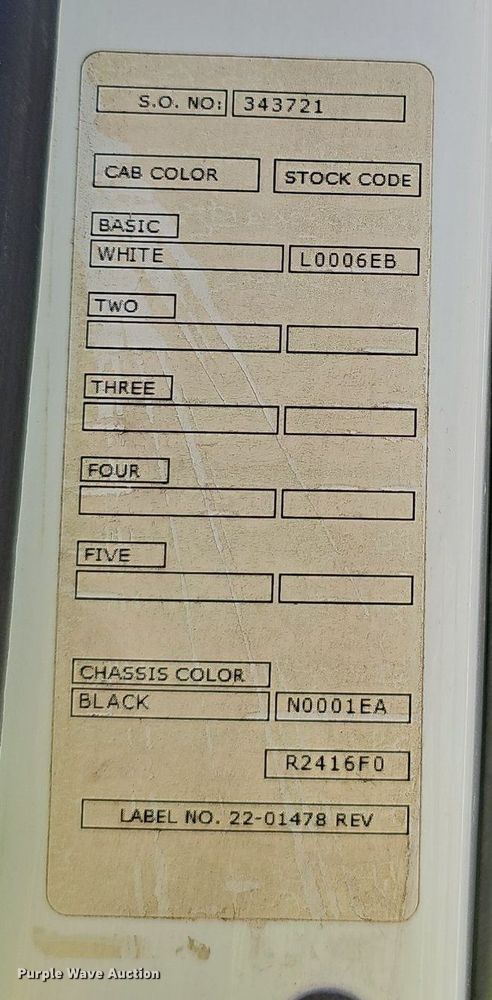 S.O. NO: 343721
CAB COLOR STOCK CODE
BASIC
WHITE L0006EB
TWO
THREE
FOUR
FIVE
CHASSIS COLOR
BLACK N0001EA
R2416F0
LABEL NO. 22-01478 REV
Purple Wave Auction